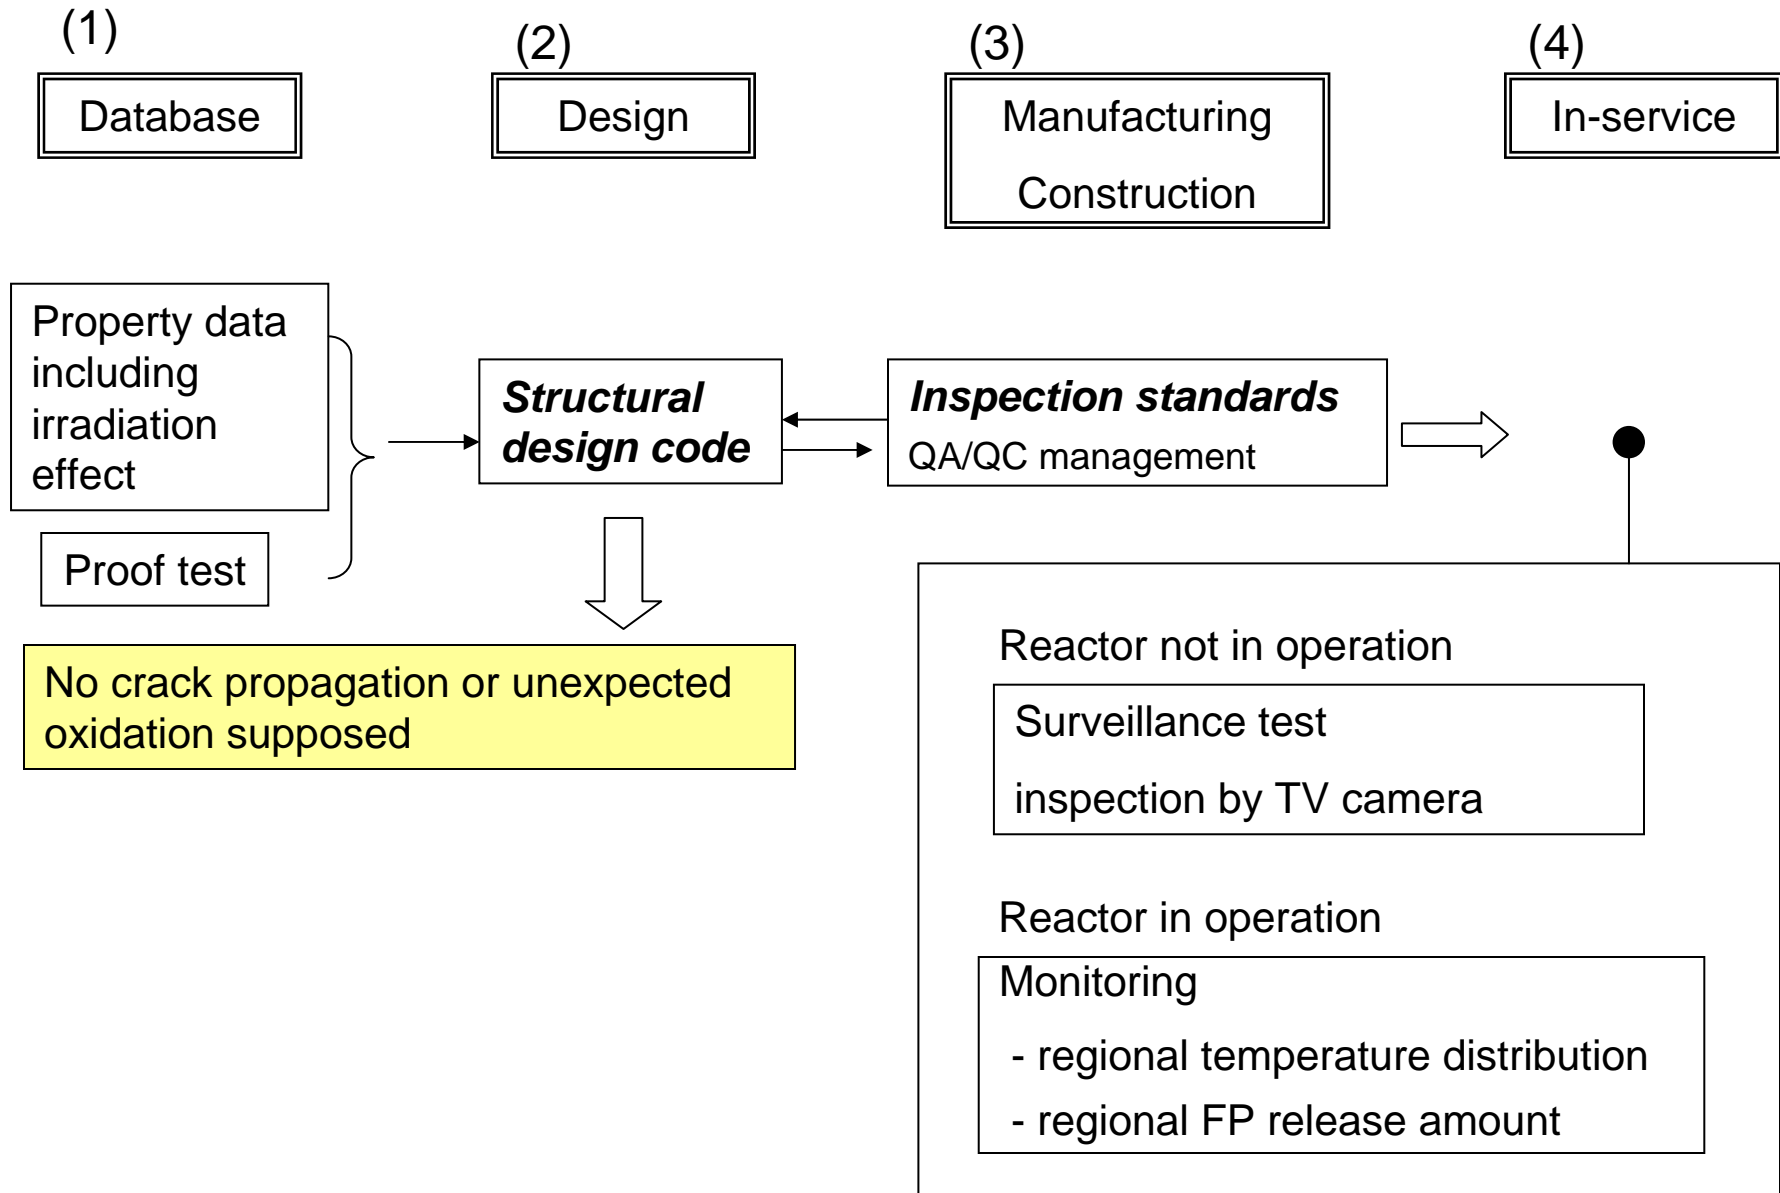 (1)
(2)
(3)
(4)
Database
Design
Manufacturing
Construction
In-service
Property data
including
irradiation
effect
Proof test
Structural
design code
Inspection standards
QA/QC management
No crack propagation or unexpected
oxidation supposed
Reactor not in operation
Surveillance test
inspection by TV camera
Reactor in operation
Monitoring
- regional temperature distribution
- regional FP release amount